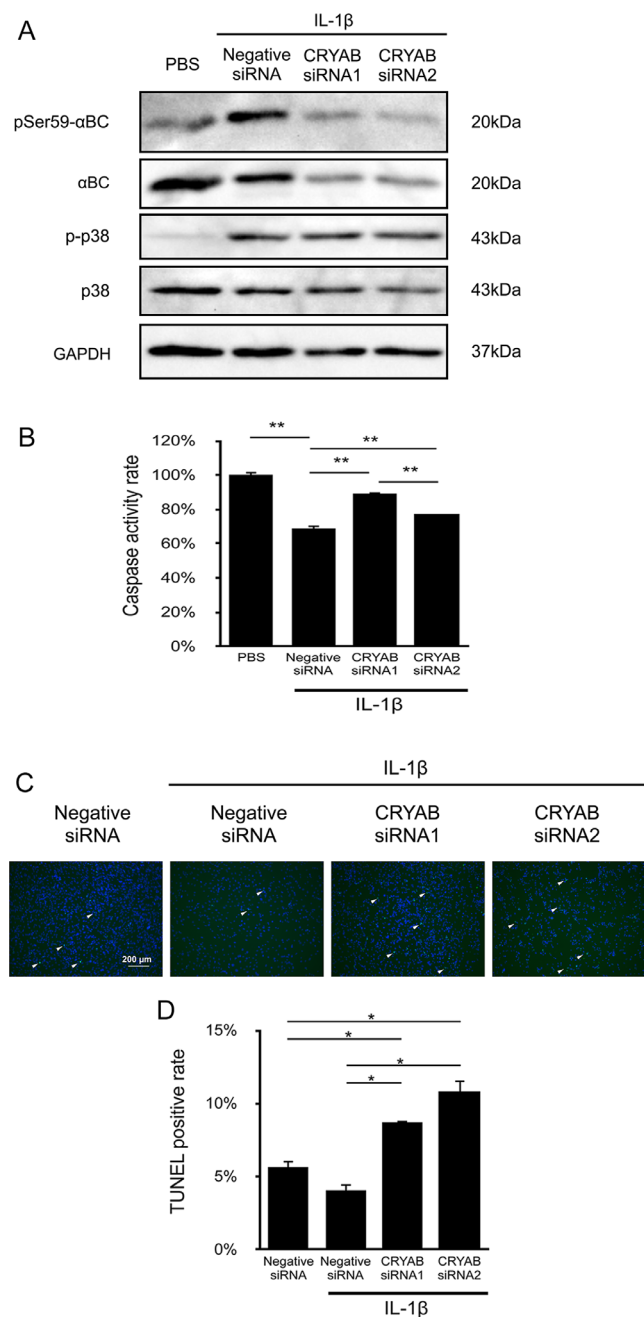 A
IL-1β
PBS
Negative
siRNA
CRYAB
siRNA1
CRYAB
siRNA2
pSer59-αBC
20kDa
αBC
20kDa
p-p38
43kDa
p38
43kDa
GAPDH
37kDa
B
Caspase activity rate
120%
100%
80%
60%
40%
20%
0%
**
**
**
**
PBS
Negative
siRNA
CRYAB
siRNA1
CRYAB
siRNA2
IL-1β
C
IL-1β
Negative
siRNA
Negative
siRNA
CRYAB
siRNA1
CRYAB
siRNA2
200 μm
D
TUNEL positive rate
15%
10%
5%
0%
*
*
*
*
Negative
siRNA
Negative
siRNA
CRYAB
siRNA1
CRYAB
siRNA2
IL-1β